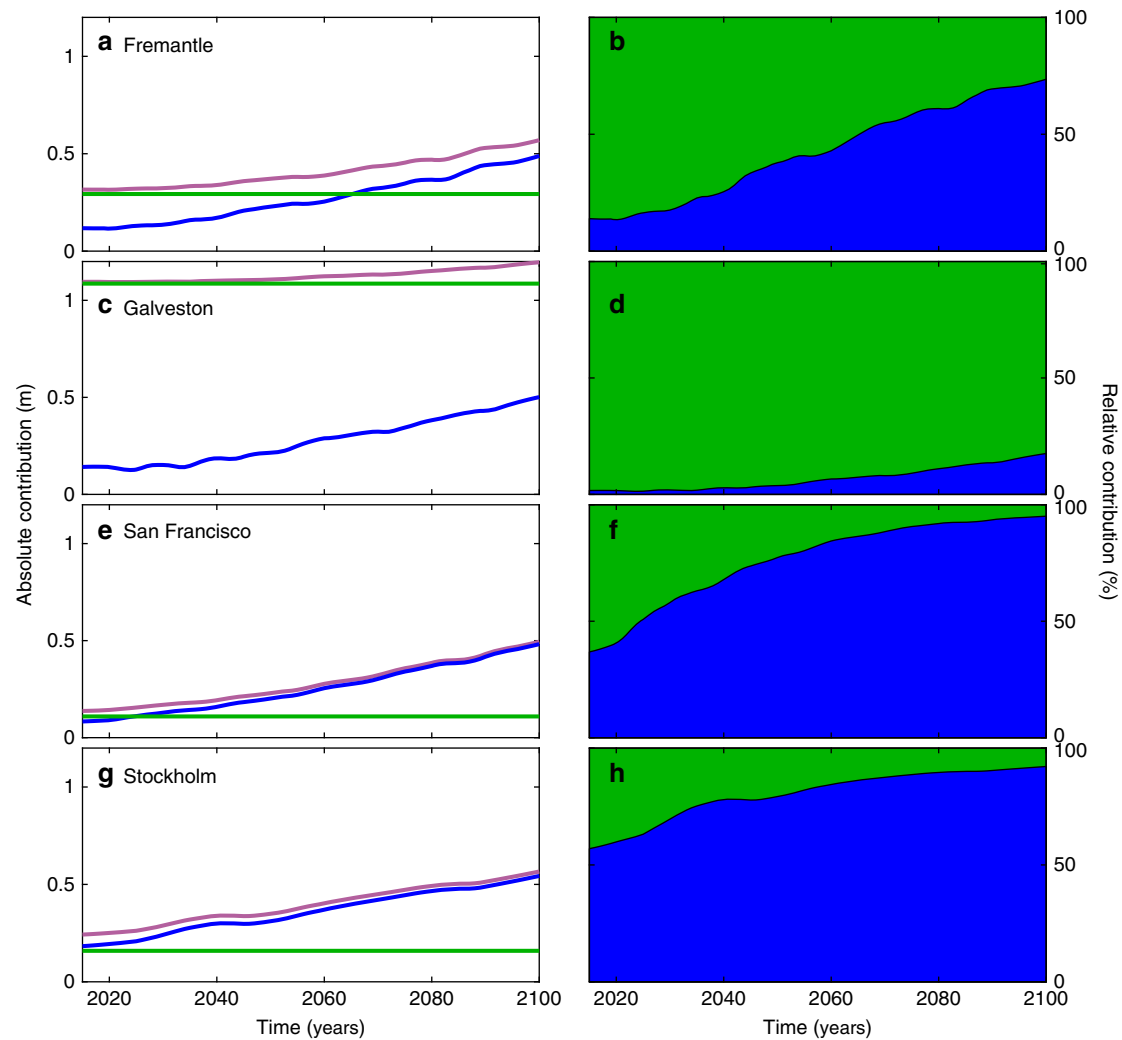 a Fremantle
1
0.5
0
b
100
50
0
c Galveston
1
0.5
0
d
100
50
0
e San Francisco
1
0.5
0
f
100
50
0
g Stockholm
1
0.5
0
h
100
50
0
Absolute contribution (m)
Relative contribution (%)
2020 2040 2060 2080 2100
2020 2040 2060 2080 2100
Time (years)
Time (years)